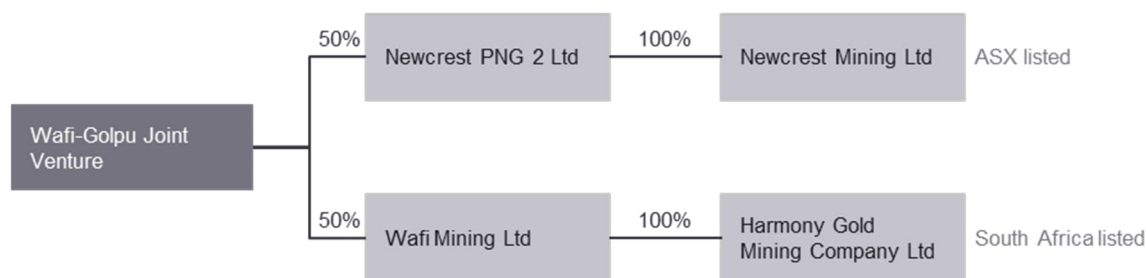 50%
Newcrest PNG 2 Ltd
100%
Newcrest Mining Ltd
ASX listed
Wafi-Golpu Joint
Venture
50%
Wafi Mining Ltd
100%
Harmony Gold
Mining Company Ltd
South Africa listed